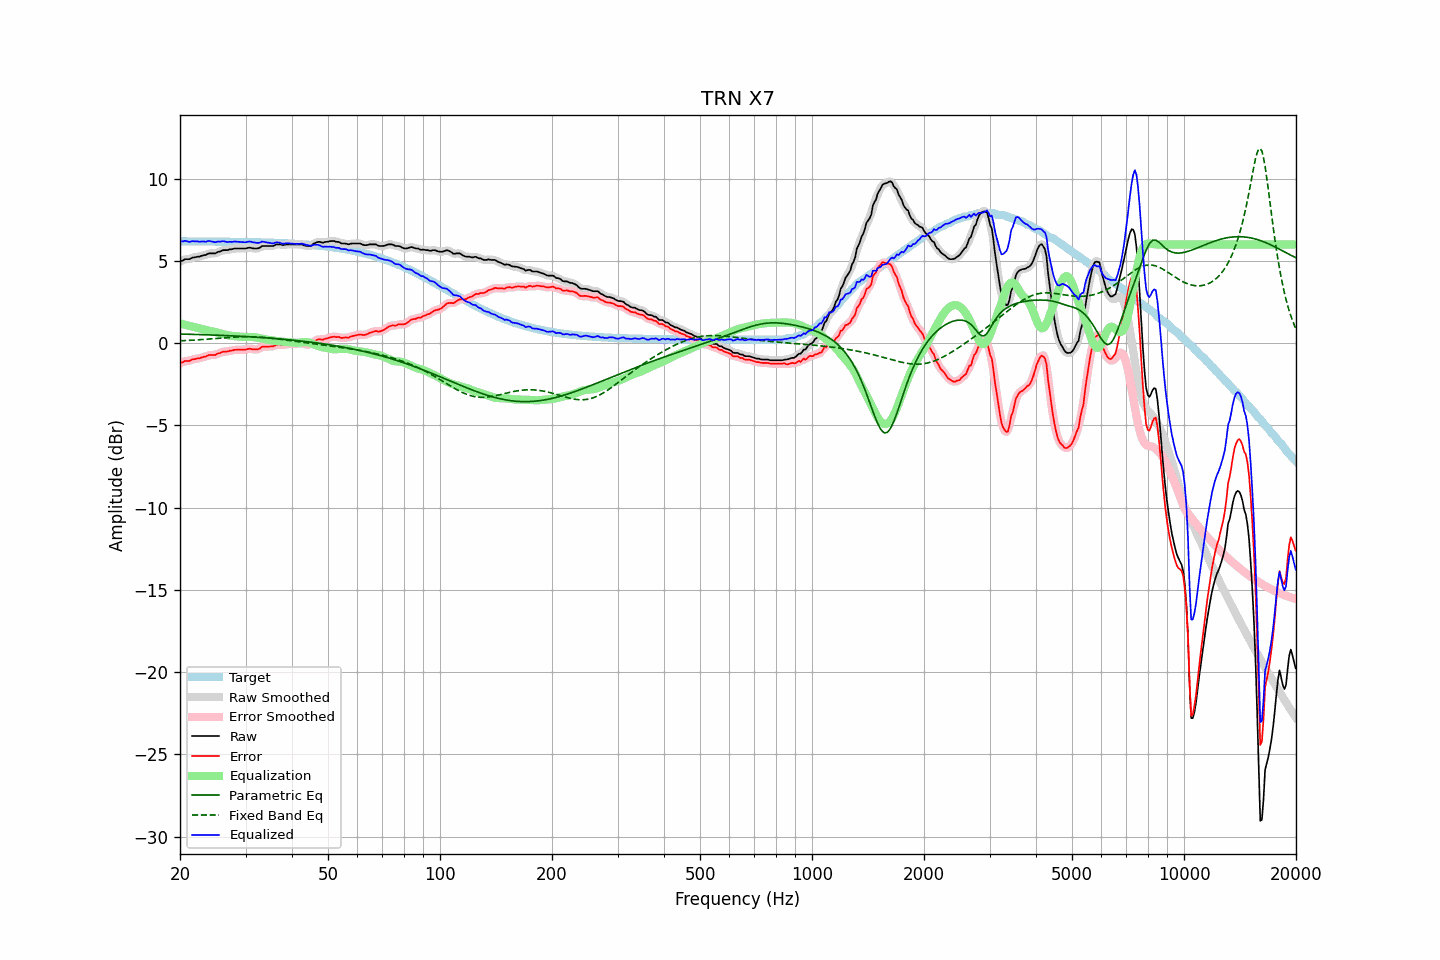 TRN X7
Amplitude (dBr)
10
5
0
−5
−10
−15
−20
−25
−30
Target
Raw Smoothed
Error Smoothed
Raw
Error
Equalization
Parametric Eq
Fixed Band Eq
Equalized
20 50 100 200 500 1000 2000 5000 10000 20000
Frequency (Hz)